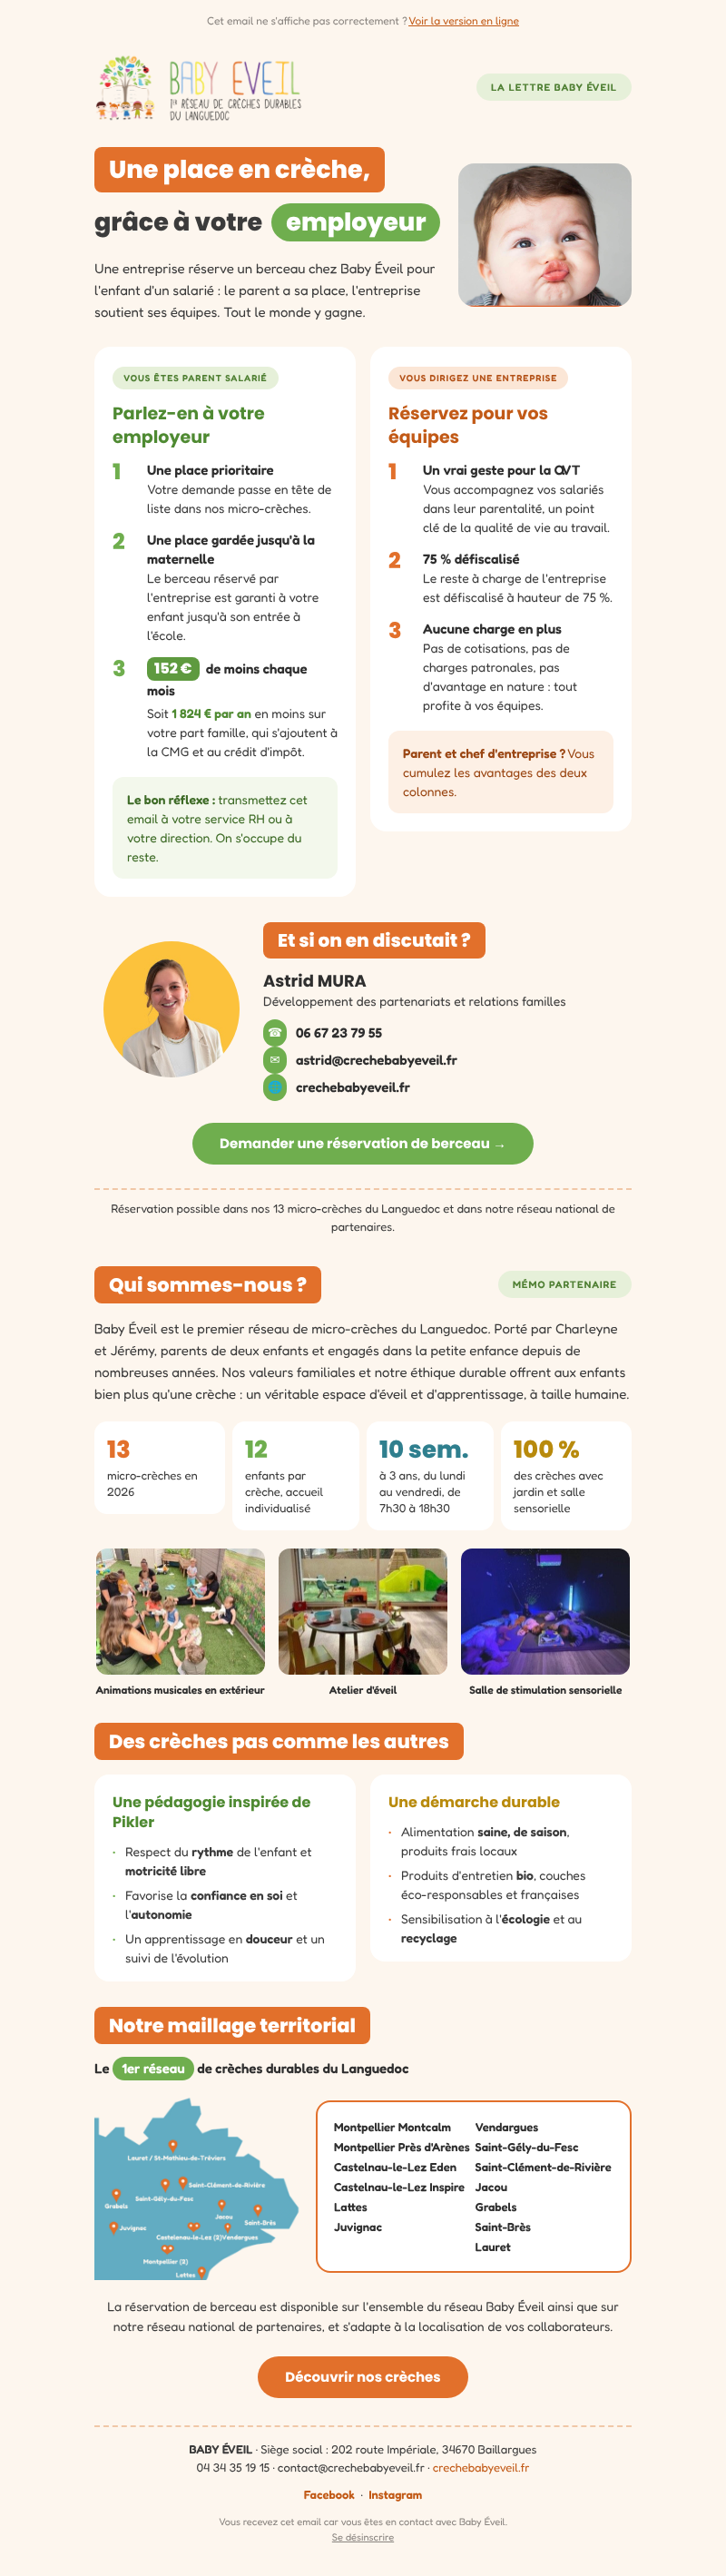 Cet email ne s'affiche pas correctement ? Voir la version en ligne
BABY EVEIL
1er RÉSEAU DE CRÈCHES DURABLES
DU LANGUEDOC
LA LETTRE BABY ÉVEIL
Une place en crèche,
grâce à votre employeur
Une entreprise réserve un berceau chez Baby Éveil pour
l'enfant d'un salarié : le parent a sa place, l'entreprise
soutient ses équipes. Tout le monde y gagne.
VOUS ÊTES PARENT SALARIÉ
Parlez-en à votre
employeur
1
Une place prioritaire
Votre demande passe en tête de
liste dans nos micro-crèches.
2
Une place gardée jusqu'à la
maternelle
Le berceau réservé par
l'entreprise est garanti à votre
enfant jusqu'à son entrée à
l'école.
3
152 € de moins chaque
mois
Soit 1 824 € par an en moins sur
votre part famille, qui s'ajoutent à
la CMG et au crédit d'impôt.
Le bon réflexe : transmettez cet
email à votre service RH ou à
votre direction. On s'occupe du
reste.
VOUS DIRIGEZ UNE ENTREPRISE
Réservez pour vos
équipes
1
Un vrai geste pour la QVT
Vous accompagnez vos salariés
dans leur parentalité, un point
clé de la qualité de vie au travail.
2
75 % défiscalisé
Le reste à charge de l'entreprise
est défiscalisé à hauteur de 75 %.
3
Aucune charge en plus
Pas de cotisations, pas de
charges patronales, pas
d'avantage en nature : tout
profite à vos équipes.
Parent et chef d'entreprise ? Vous
cumulez les avantages des deux
colonnes.
Et si on en discutait ?
Astrid MURA
Développement des partenariats et relations familles
06 67 23 79 55
astrid@crechebabyeveil.fr
crechebabyeveil.fr
Demander une réservation de berceau →
Réservation possible dans nos 13 micro-crèches du Languedoc et dans notre réseau national de
partenaires.
Qui sommes-nous ?
MÉMO PARTENAIRE
Baby Éveil est le premier réseau de micro-crèches du Languedoc. Porté par Charleyne
et Jérémy, parents de deux enfants et engagés dans la petite enfance depuis de
nombreuses années. Nos valeurs familiales et notre éthique durable offrent aux enfants
bien plus qu'une crèche : un véritable espace d'éveil et d'apprentissage, à taille humaine.
13
micro-crèches en
2026
12
enfants par
crèche, accueil
individualisé
10 sem.
à 3 ans, du lundi
au vendredi, de
7h30 à 18h30
100 %
des crèches avec
jardin et salle
sensorielle
Animations musicales en extérieur
Atelier d'éveil
Salle de stimulation sensorielle
Des crèches pas comme les autres
Une pédagogie inspirée de
Pikler
• Respect du rythme de l'enfant et
motricité libre
• Favorise la confiance en soi et
l'autonomie
• Un apprentissage en douceur et un
suivi de l'évolution
Une démarche durable
• Alimentation saine, de saison,
produits frais locaux
• Produits d'entretien bio, couches
éco-responsables et françaises
• Sensibilisation à l'écologie et au
recyclage
Notre maillage territorial
Le 1er réseau de crèches durables du Languedoc
Lauret / St-Mathieu-de-Tréviers
Saint-Clément-de-Rivière
Saint-Gély-du-Fesc
Grabels
Jacou
Saint-Brès
Juvignac
Castelnau-le-Lez (2)
Vendargues
Montpellier (2)
Lattes
Montpellier Montcalm
Montpellier Près d'Arènes
Castelnau-le-Lez Eden
Castelnau-le-Lez Inspire
Lattes
Juvignac
Vendargues
Saint-Gély-du-Fesc
Saint-Clément-de-Rivière
Jacou
Grabels
Saint-Brès
Lauret
La réservation de berceau est disponible sur l'ensemble du réseau Baby Éveil ainsi que sur
notre réseau national de partenaires, et s'adapte à la localisation de vos collaborateurs.
Découvrir nos crèches
BABY ÉVEIL · Siège social : 202 route Impériale, 34670 Baillargues
04 34 35 19 15 · contact@crechebabyeveil.fr · crechebabyeveil.fr
Facebook · Instagram
Vous recevez cet email car vous êtes en contact avec Baby Éveil.
Se désinscrire